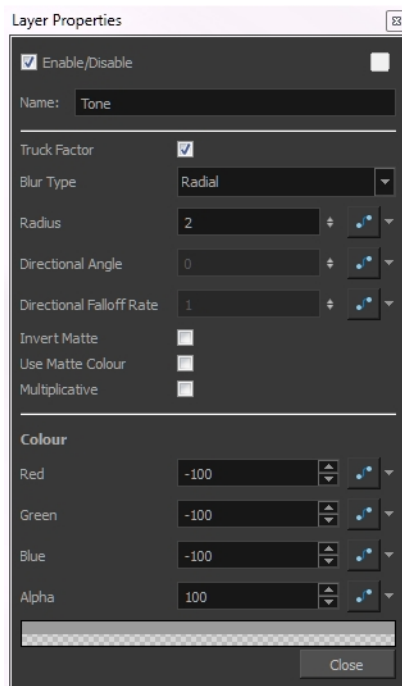 Layer Properties
Enable/Disable
Name: Tone
Truck Factor
Blur Type Radial
Radius 2
Directional Angle 0
Directional Falloff Rate 1
Invert Matte
Use Matte Colour
Multiplicative
Colour
Red -100
Green -100
Blue -100
Alpha 100
Close